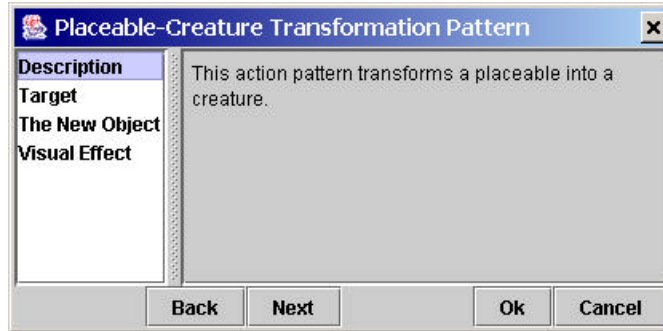 Placeable-Creature Transformation Pattern
Description
Target
The New Object
Visual Effect
This action pattern transforms a placeable into a
creature.
Back Next Ok Cancel